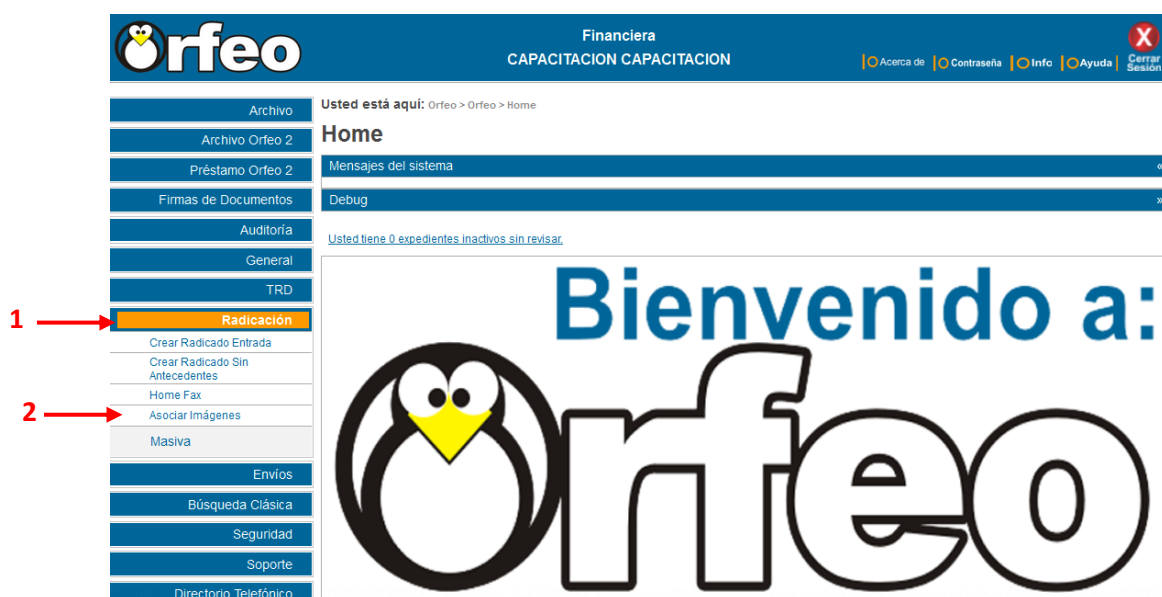 Orfeo
Financiera
CAPACITACION CAPACITACION
Acerca de
Contraseña
Info
Ayuda
X
Cerrar
Sesión
Archivo
Archivo Orfeo 2
Préstamo Orfeo 2
Firmas de Documentos
Auditoría
General
TRD
1
Radicación
Crear Radicado Entrada
Crear Radicado Sin
Antecedentes
Home Fax
2
Asociar Imágenes
Masiva
Envíos
Búsqueda Clásica
Seguridad
Soporte
Directorio Telefónico
Usted está aquí: Orfeo > Orfeo > Home
Home
Mensajes del sistema «
Debug »
Usted tiene 0 expedientes inactivos sin revisar.
Bienvenido a:
Orfeo